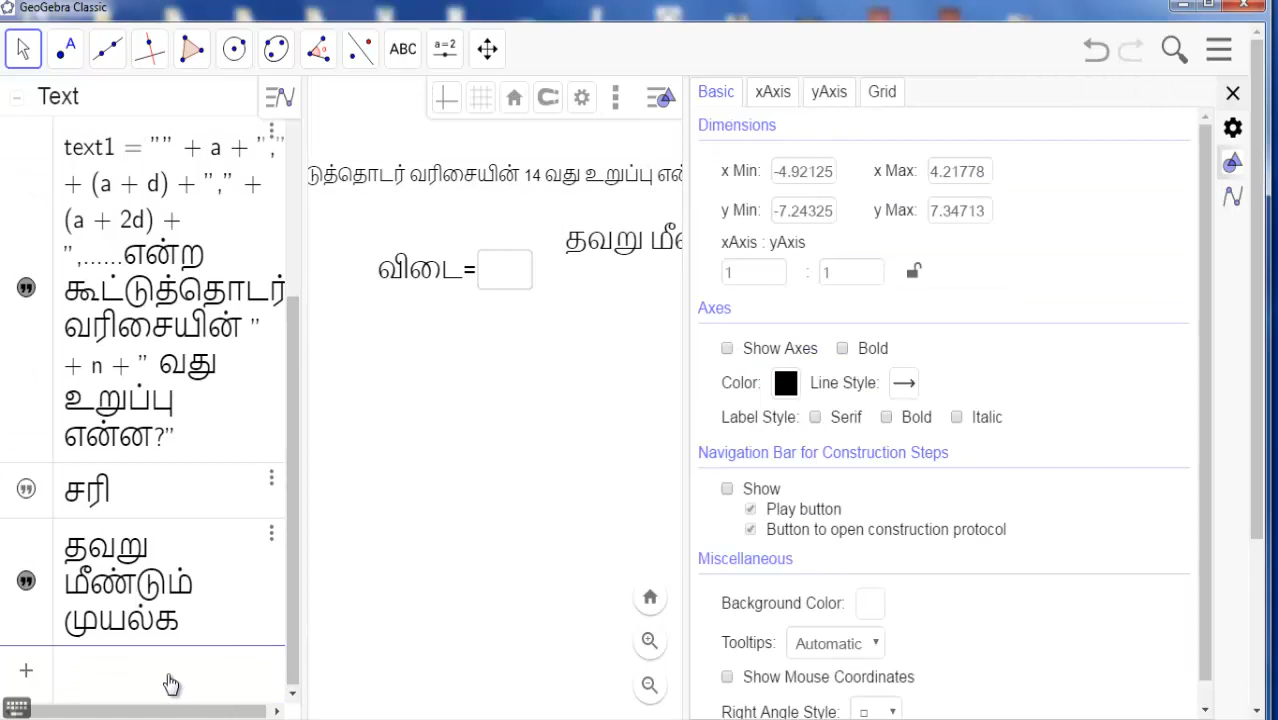 GeoGebra Classic
A
ABC
a=2
Text
text1 = "" + a + ","
+ (a + d) + "," +
(a + 2d) +
",......என்ற
கூட்டுத்தொடர்
வரிசையின் "
+ n + " வது
உறுப்பு
என்ன?"
சரி
தவறு
மீண்டும்
முயல்க
டுத்தொடர் வரிசையின் 14 வது உறுப்பு என்
தவறு மீ
விடை=
Basic
xAxis
yAxis
Grid
Dimensions
x Min: -4.92125
x Max: 4.21778
y Min: -7.24325
y Max: 7.34713
xAxis : yAxis
1 : 1
Axes
Show Axes
Bold
Color:
Line Style:
Label Style:
Serif
Bold
Italic
Navigation Bar for Construction Steps
Show
Play button
Button to open construction protocol
Miscellaneous
Background Color:
Tooltips: Automatic
Show Mouse Coordinates
Right Angle Style: